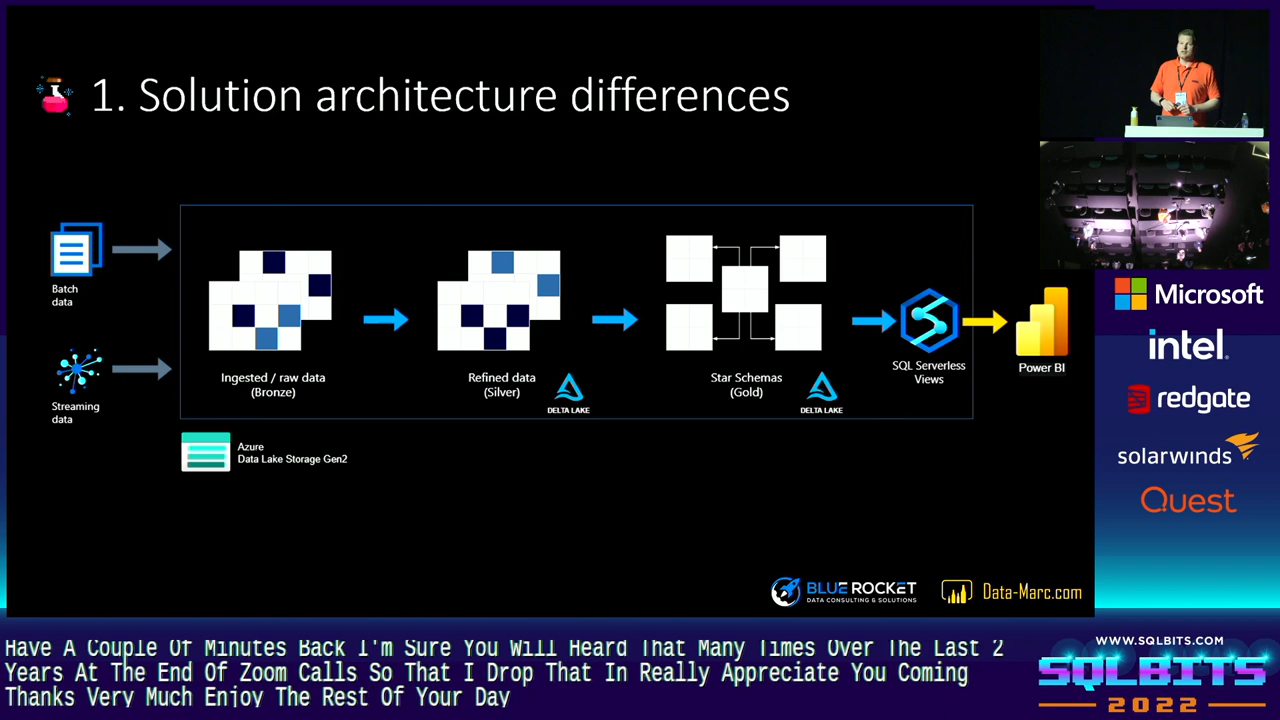 1. Solution architecture differences
Batch
data
Streaming
data
Ingested / raw data
(Bronze)
Refined data
(Silver)
DELTA LAKE
Star Schemas
(Gold)
DELTA LAKE
SQL Serverless
Views
Power BI
Azure
Data Lake Storage Gen2
BLUE ROCKET
DATA CONSULTING & SOLUTIONS
Data-Marc.com
Microsoft
intel.
redgate
solarwinds
Quest
WWW.SQLBITS.COM
SQLBITS
2022
HAVE A COUPLE OF MINUTES BACK I'M SURE YOU WILL HEARD THAT MANY TIMES OVER THE LAST 2
YEARS AT THE END OF ZOOM CALLS SO THAT I DROP THAT IN REALLY APPRECIATE YOU COMING
THANKS VERY MUCH ENJOY THE REST OF YOUR DAY